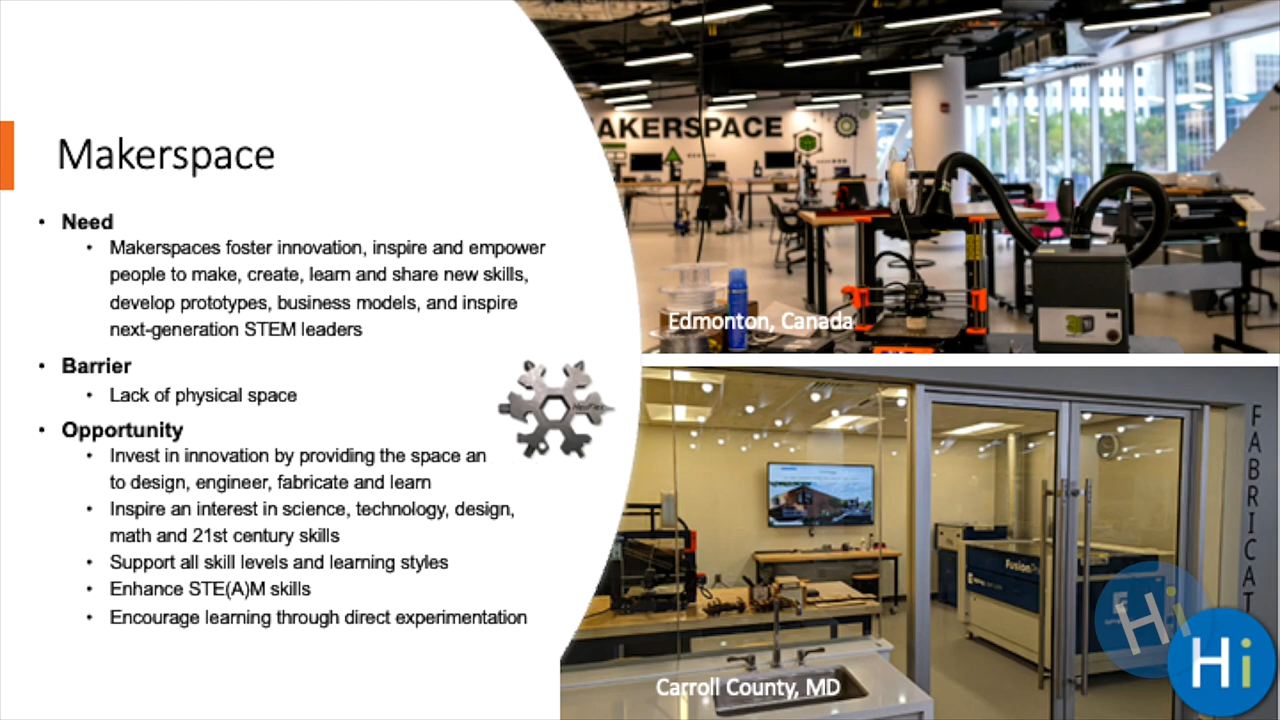 Makerspace
• Need
• Makerspaces foster innovation, inspire and empower
people to make, create, learn and share new skills,
develop prototypes, business models, and inspire
next-generation STEM leaders
• Barrier
• Lack of physical space
• Opportunity
• Invest in innovation by providing the space an
to design, engineer, fabricate and learn
• Inspire an interest in science, technology, design,
math and 21st century skills
• Support all skill levels and learning styles
• Enhance STE(A)M skills
• Encourage learning through direct experimentation
AKERSPACE
Edmonton, Canada
FABRICAT
Fusion
Carroll County, MD
Hi
Hi